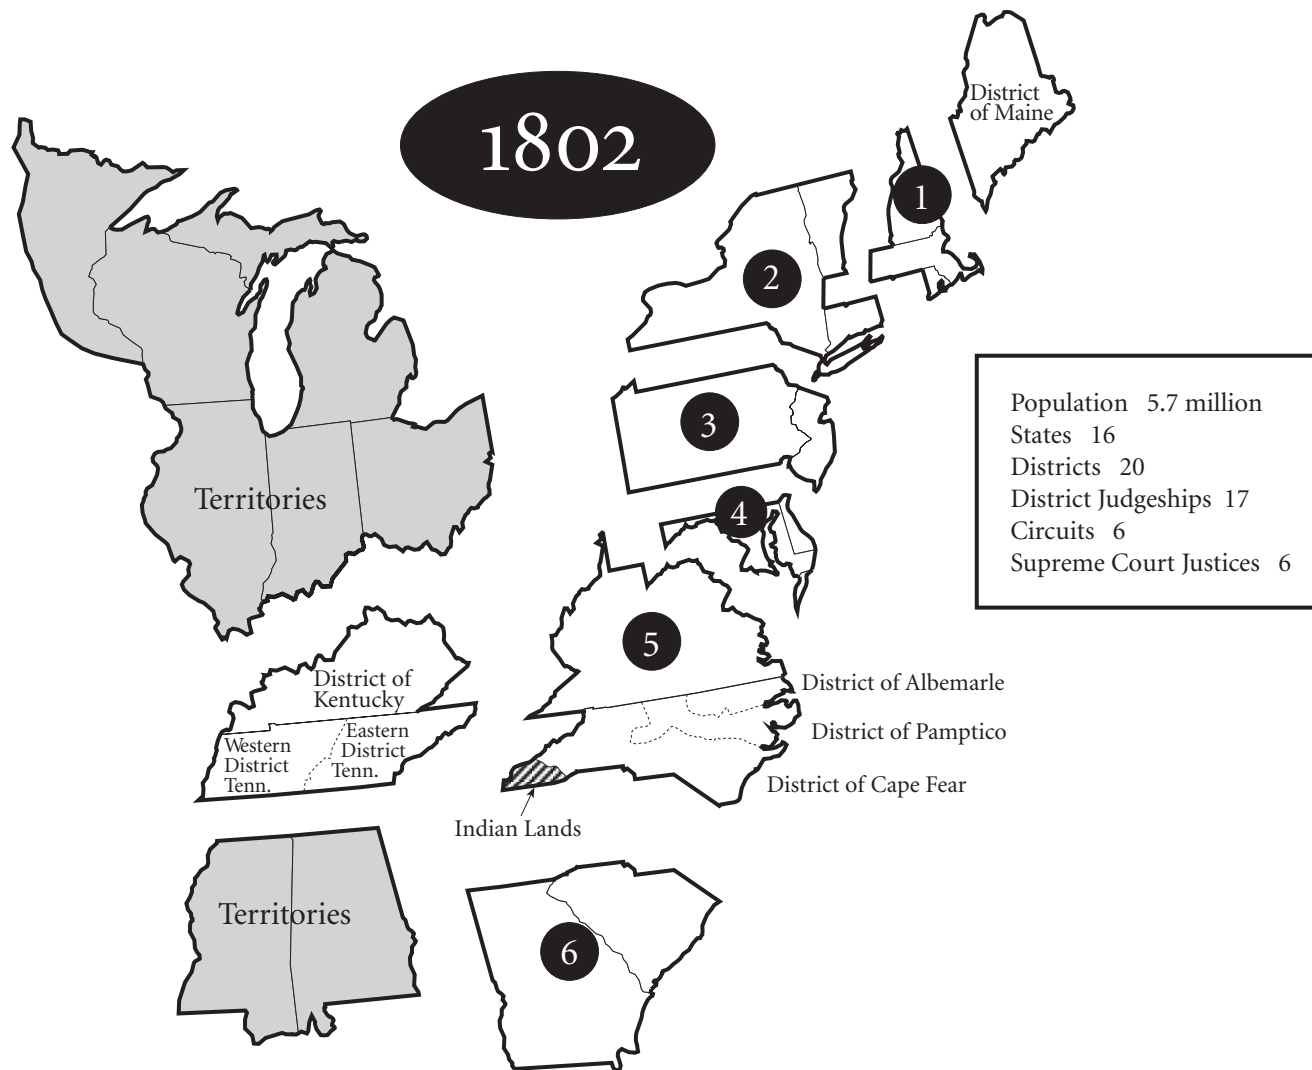 1802
District
of Maine
1
2
3
4
5
6
Population 5.7 million
States 16
Districts 20
District Judgeships 17
Circuits 6
Supreme Court Justices 6
Territories
District of
Kentucky
Western
District
Tenn.
Eastern
District
Tenn.
District of Albemarle
District of Pamptico
District of Cape Fear
Indian Lands
Territories